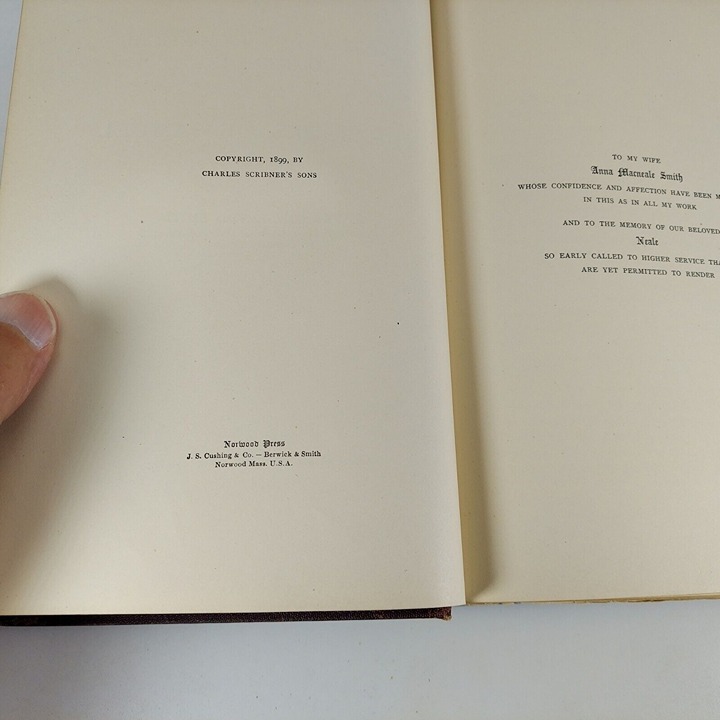 COPYRIGHT, 1899, BY
CHARLES SCRIBNER'S SONS
Norwood Press
J. S. Cushing & Co. – Berwick & Smith
Norwood Mass. U.S.A.
TO MY WIFE
Anna Macneale Smith
WHOSE CONFIDENCE AND AFFECTION HAVE BEEN
IN THIS AS IN ALL MY WORK
AND TO THE MEMORY OF OUR BELOVED
Neale
SO EARLY CALLED TO HIGHER SERVICE
ARE YET PERMITTED TO RENDER